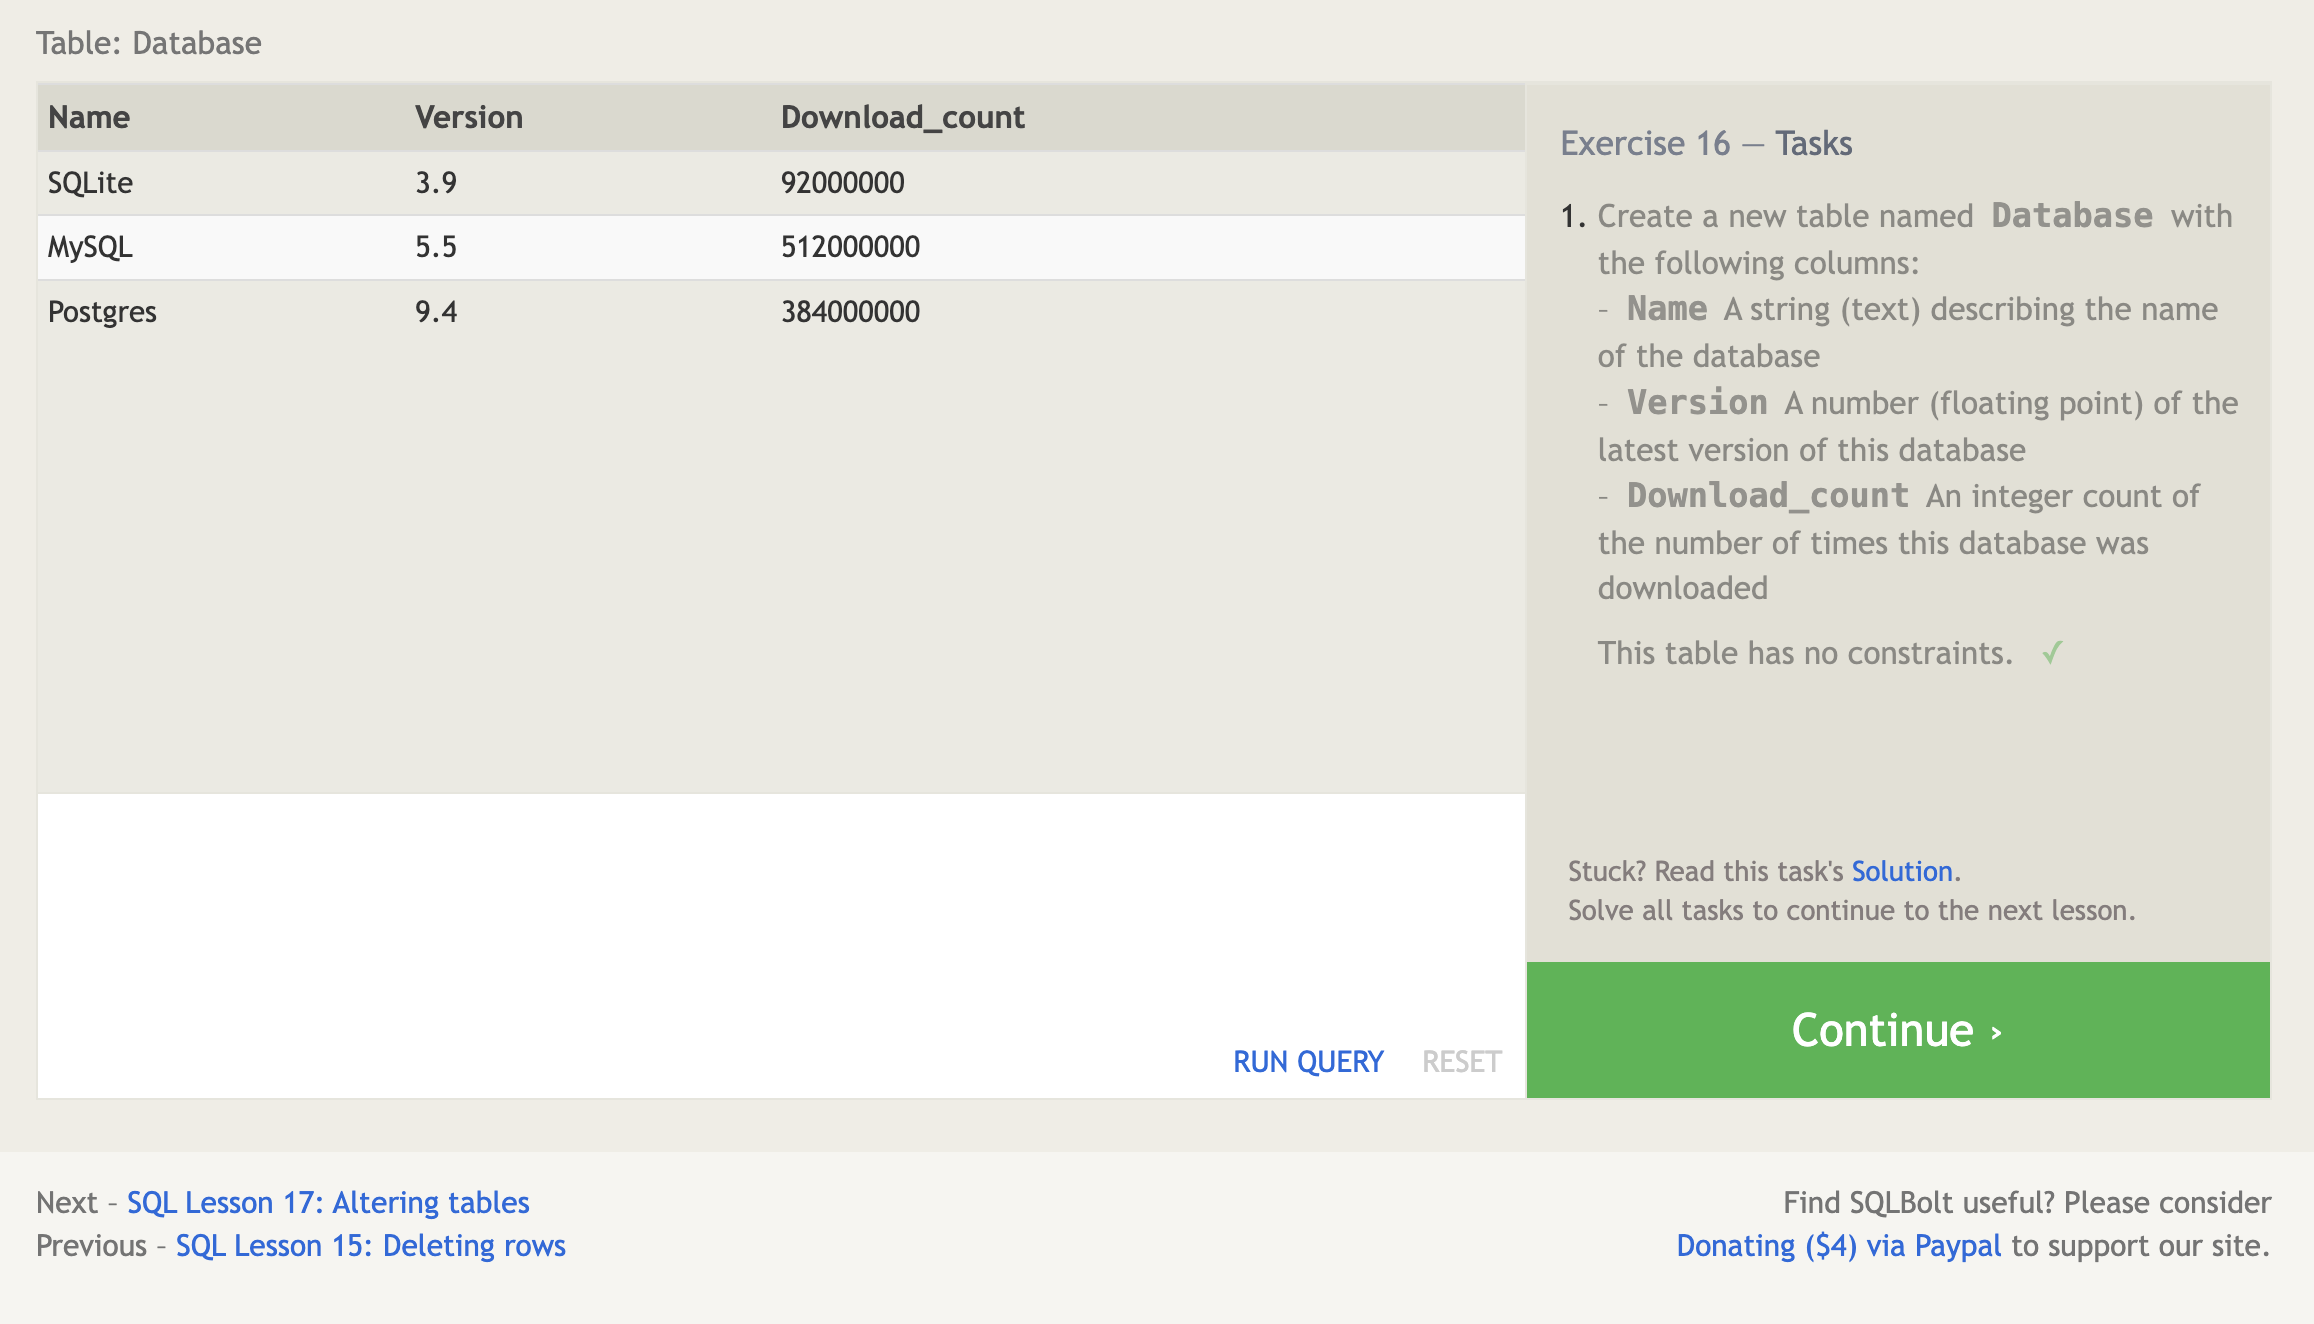 Table: Database
Name Version Download_count
SQLite 3.9 92000000
MySQL 5.5 512000000
Postgres 9.4 384000000
RUN QUERY RESET
Exercise 16 — Tasks
1. Create a new table named Database with
the following columns:
– Name A string (text) describing the name
of the database
– Version A number (floating point) of the
latest version of this database
– Download_count An integer count of
the number of times this database was
downloaded
This table has no constraints. ✓
Stuck? Read this task's Solution.
Solve all tasks to continue to the next lesson.
Continue ›
Next – SQL Lesson 17: Altering tables
Previous – SQL Lesson 15: Deleting rows
Find SQLBolt useful? Please consider
Donating ($4) via Paypal to support our site.